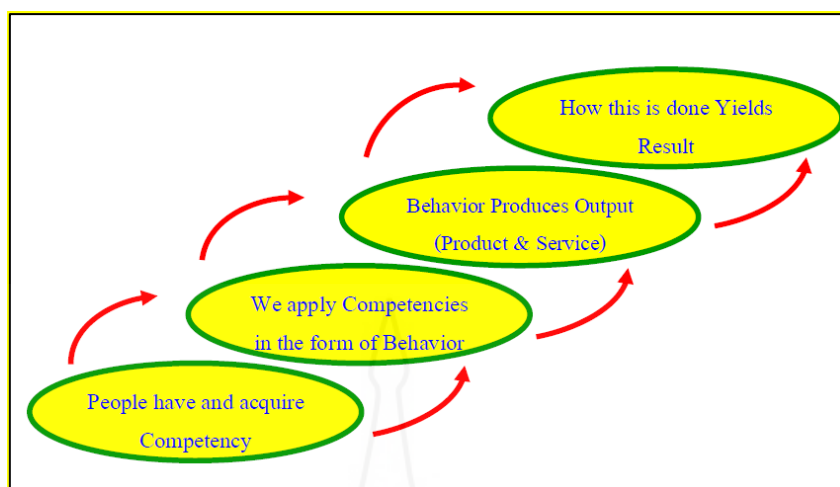 How this is done Yields
Result
Behavior Produces Output
(Product & Service)
We apply Competencies
in the form of Behavior
People have and acquire
Competency